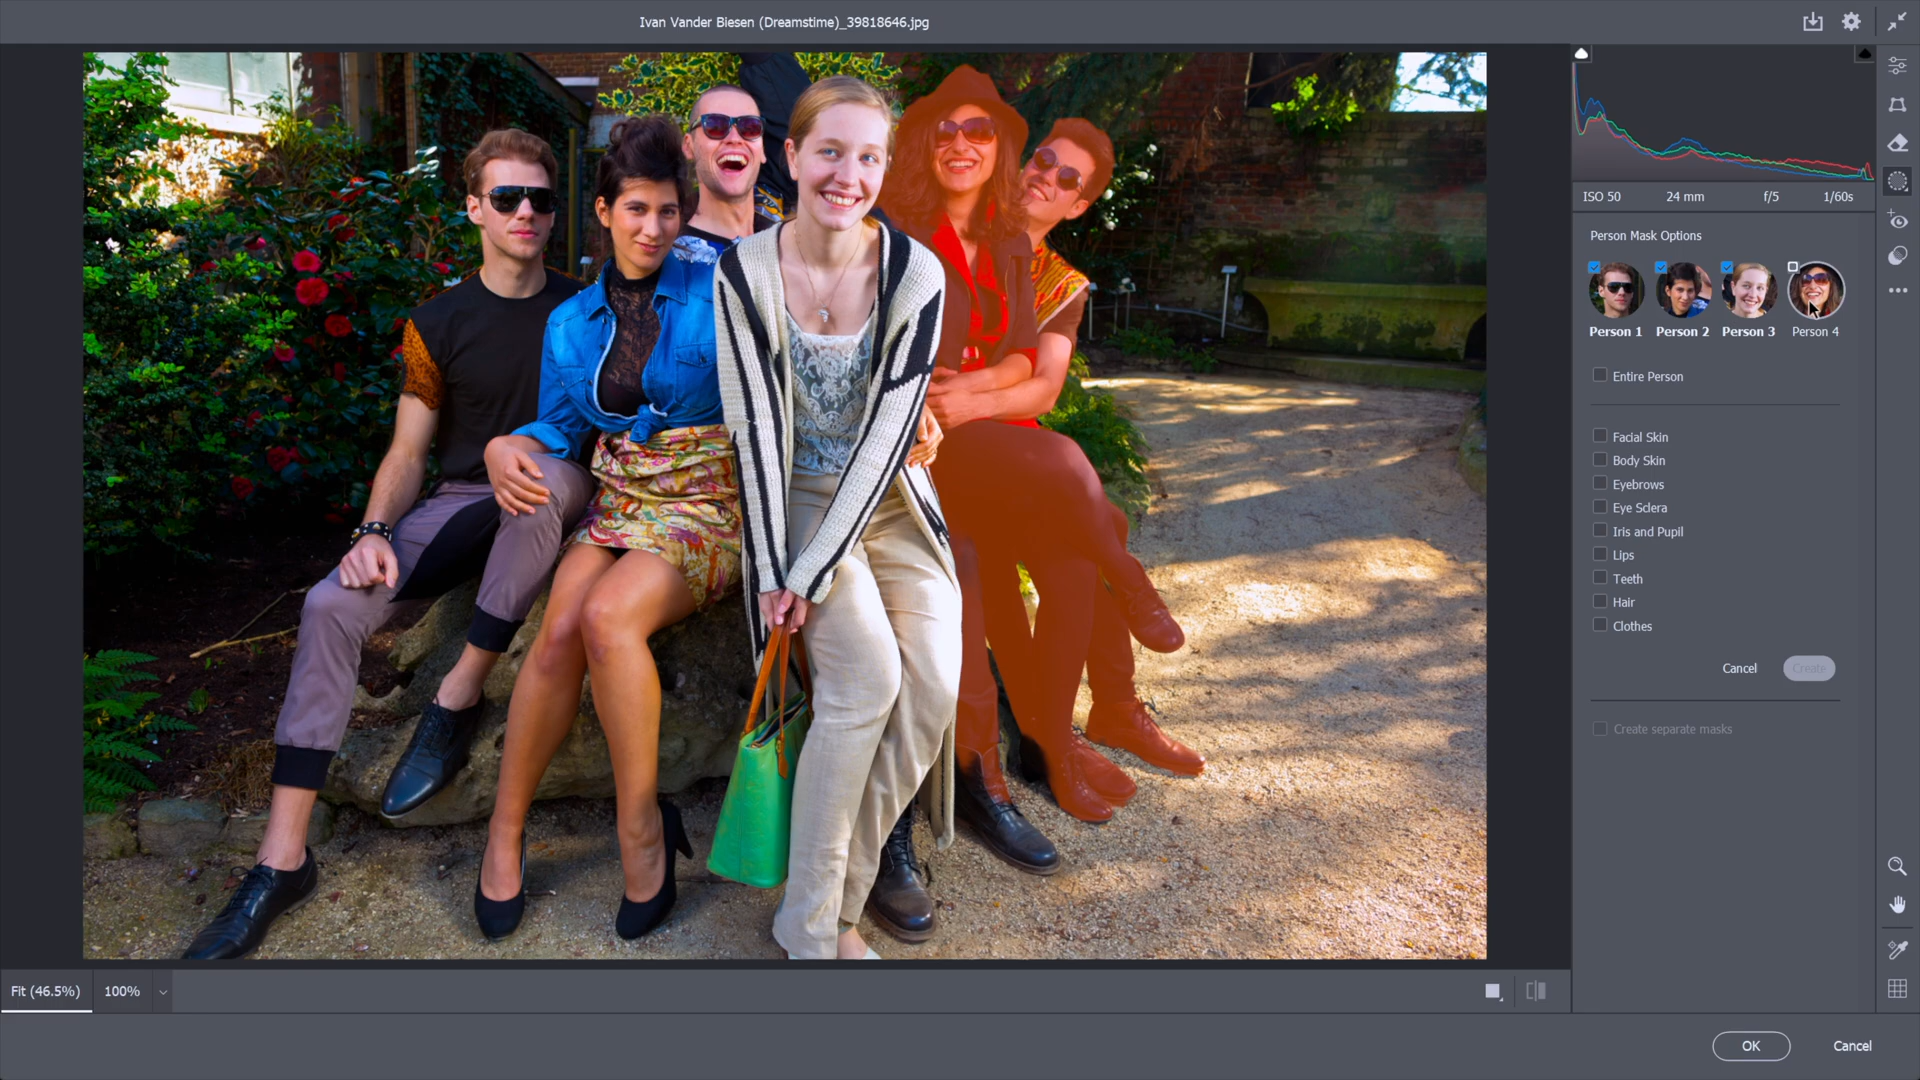 Ivan Vander Biesen (Dreamstime)_39818646.jpg
ISO 50 24 mm f/5 1/60s
Person Mask Options
Person 1 Person 2 Person 3 Person 4
Entire Person
Facial Skin
Body Skin
Eyebrows
Eye Sclera
Iris and Pupil
Lips
Teeth
Hair
Clothes
Cancel Create
Create separate masks
Fit (46.5%) 100%
OK Cancel